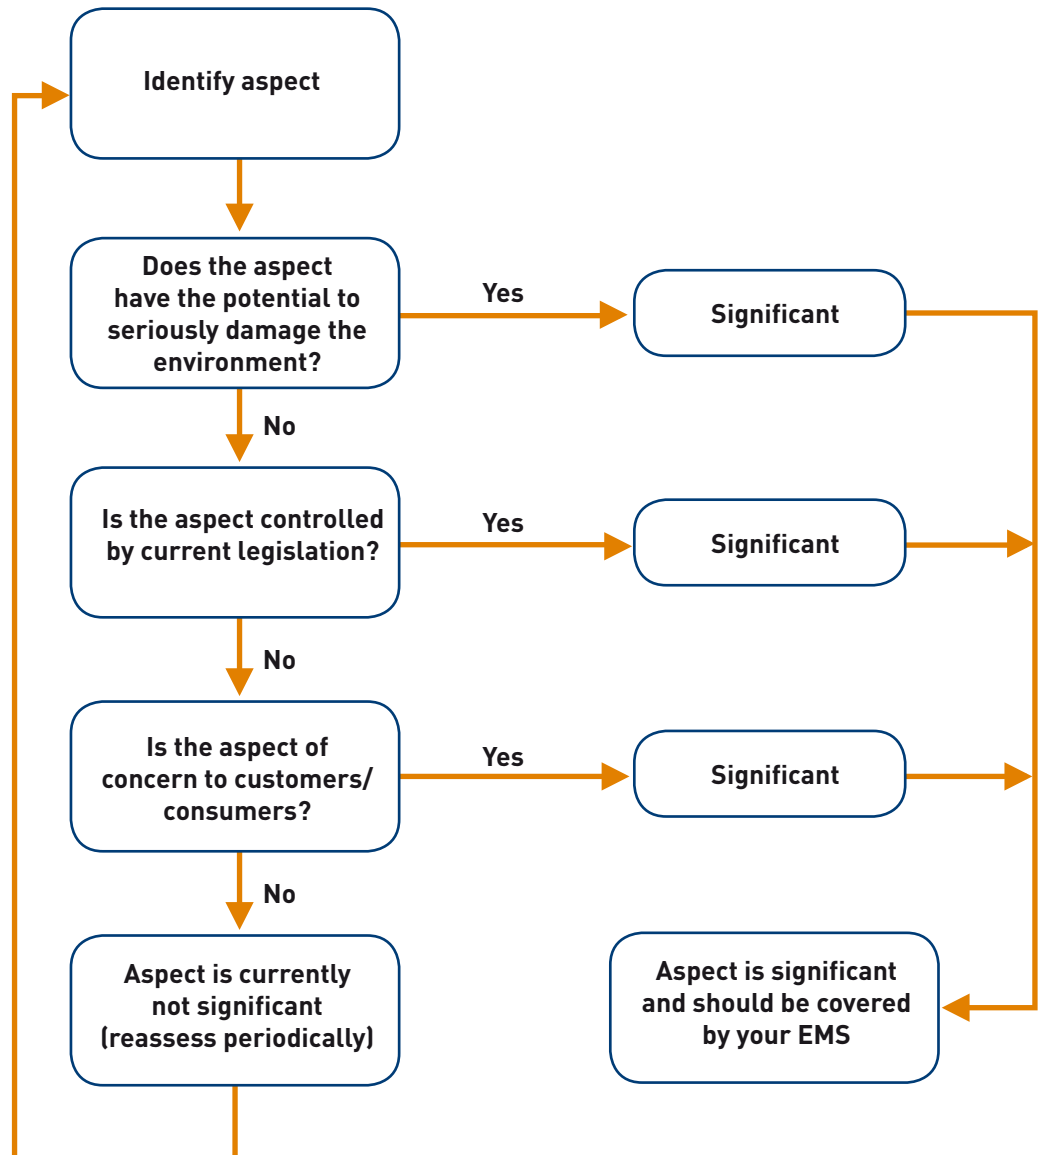 Identify aspect
Does the aspect
have the potential to
seriously damage the
environment?
Yes
Significant
No
Is the aspect controlled
by current legislation?
Yes
Significant
No
Is the aspect of
concern to customers/
consumers?
Yes
Significant
No
Aspect is currently
not significant
(reassess periodically)
Aspect is significant
and should be covered
by your EMS